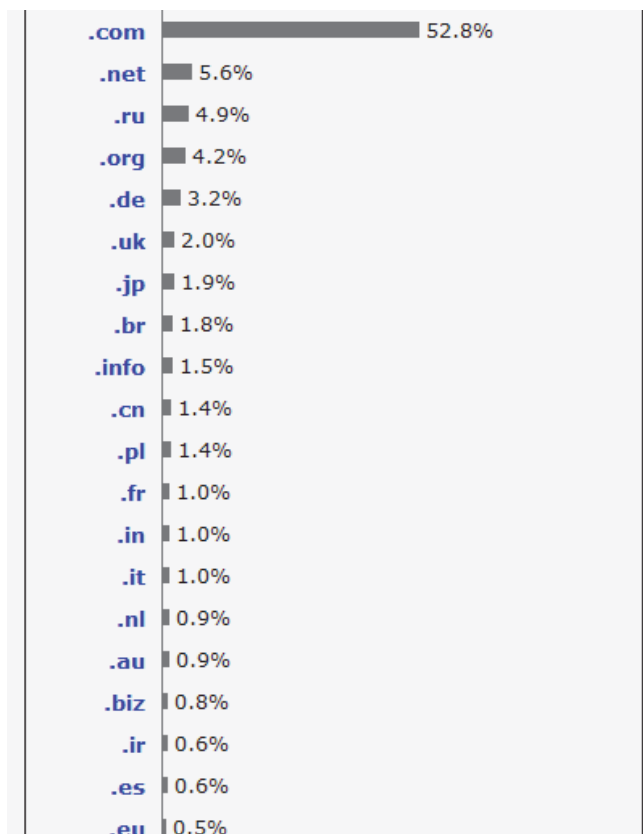 .com 52.8%
.net 5.6%
.ru 4.9%
.org 4.2%
.de 3.2%
.uk 2.0%
.jp 1.9%
.br 1.8%
.info 1.5%
.cn 1.4%
.pl 1.4%
.fr 1.0%
.in 1.0%
.it 1.0%
.nl 0.9%
.au 0.9%
.biz 0.8%
.ir 0.6%
.es 0.6%
.eu 0.5%